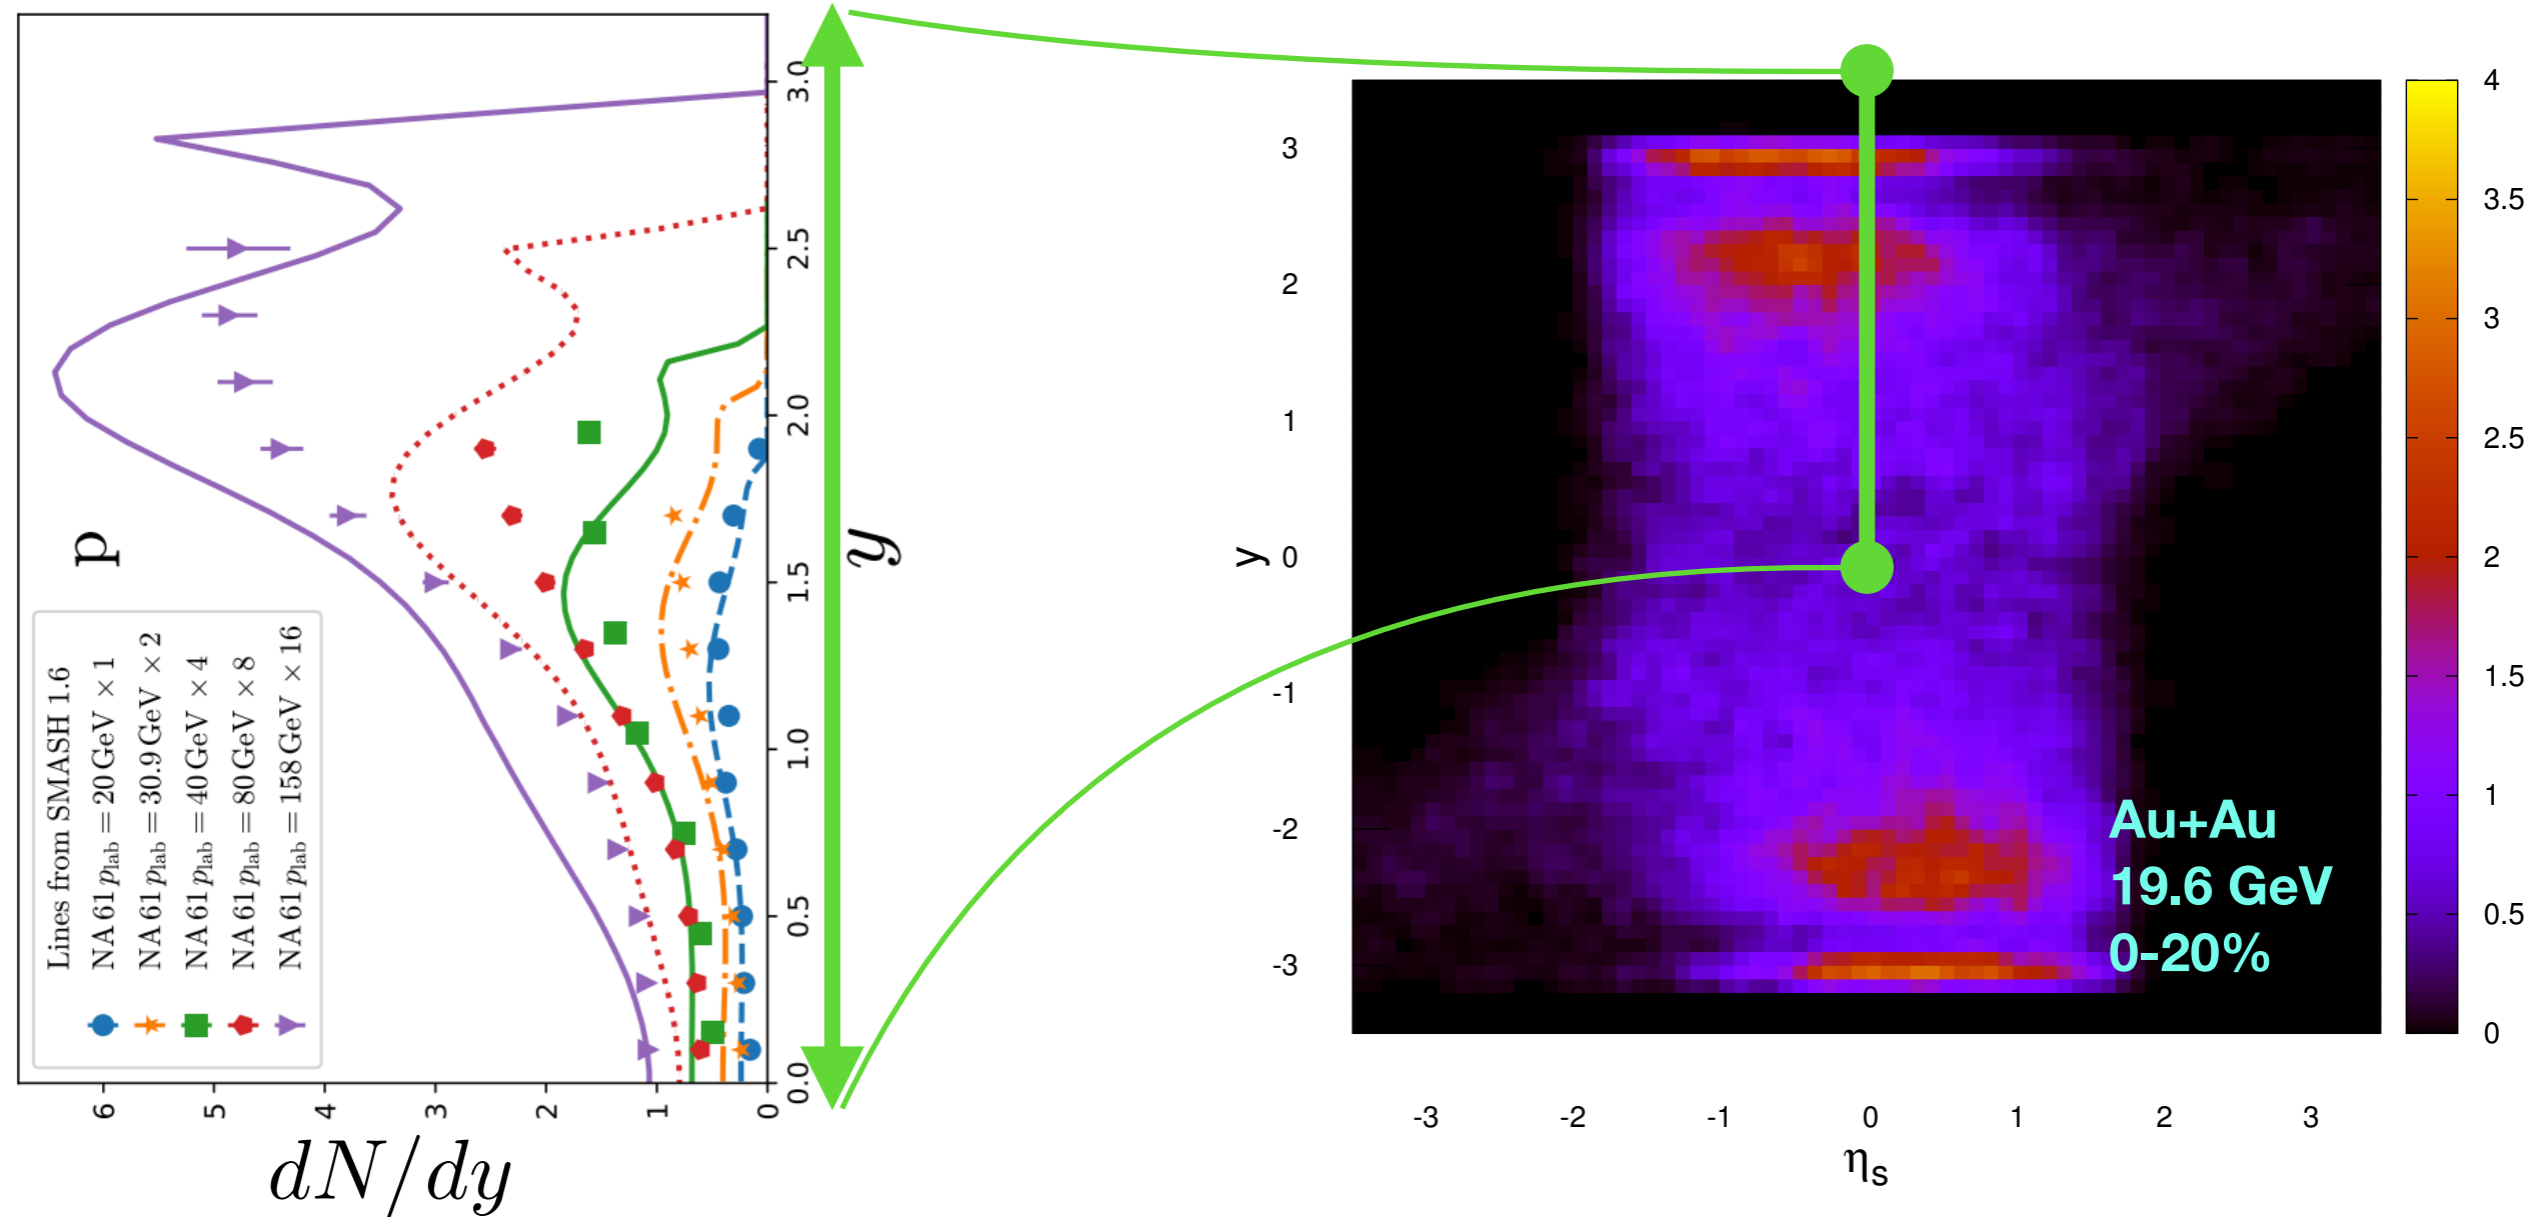 p
Lines from SMASH 1.6
NA 61 p_lab = 20 GeV × 1
NA 61 p_lab = 30.9 GeV × 2
NA 61 p_lab = 40 GeV × 4
NA 61 p_lab = 80 GeV × 8
NA 61 p_lab = 158 GeV × 16
0.0 0.5 1.0 1.5 2.0 2.5 3.0
y
6 5 4 3 2 1 0
dN/dy
3
2
1
0
-1
-2
-3
y
-3 -2 -1 0 1 2 3
η_s
Au+Au
19.6 GeV
0-20%
4
3.5
3
2.5
2
1.5
1
0.5
0